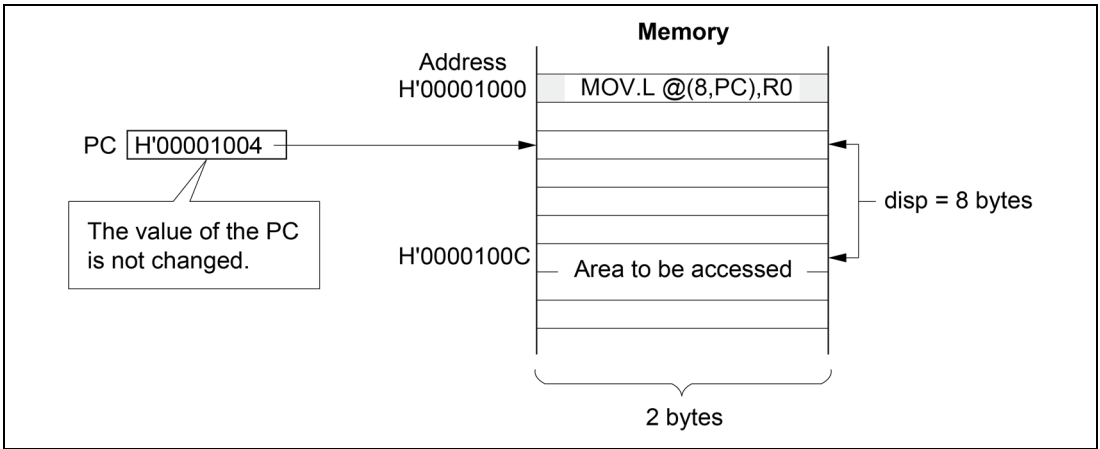 Memory
Address
H'00001000
MOV.L @(8,PC),R0
PC H'00001004
disp = 8 bytes
The value of the PC
is not changed.
H'0000100C
Area to be accessed
2 bytes